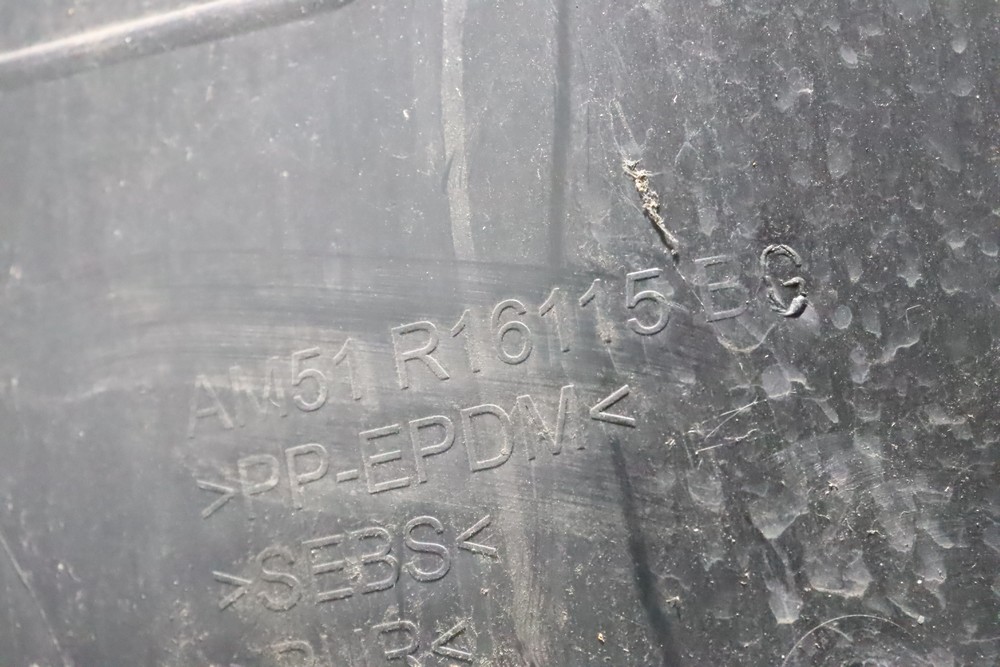 AM51 R16115 BG
>PP-EPDM<
>SEBS<